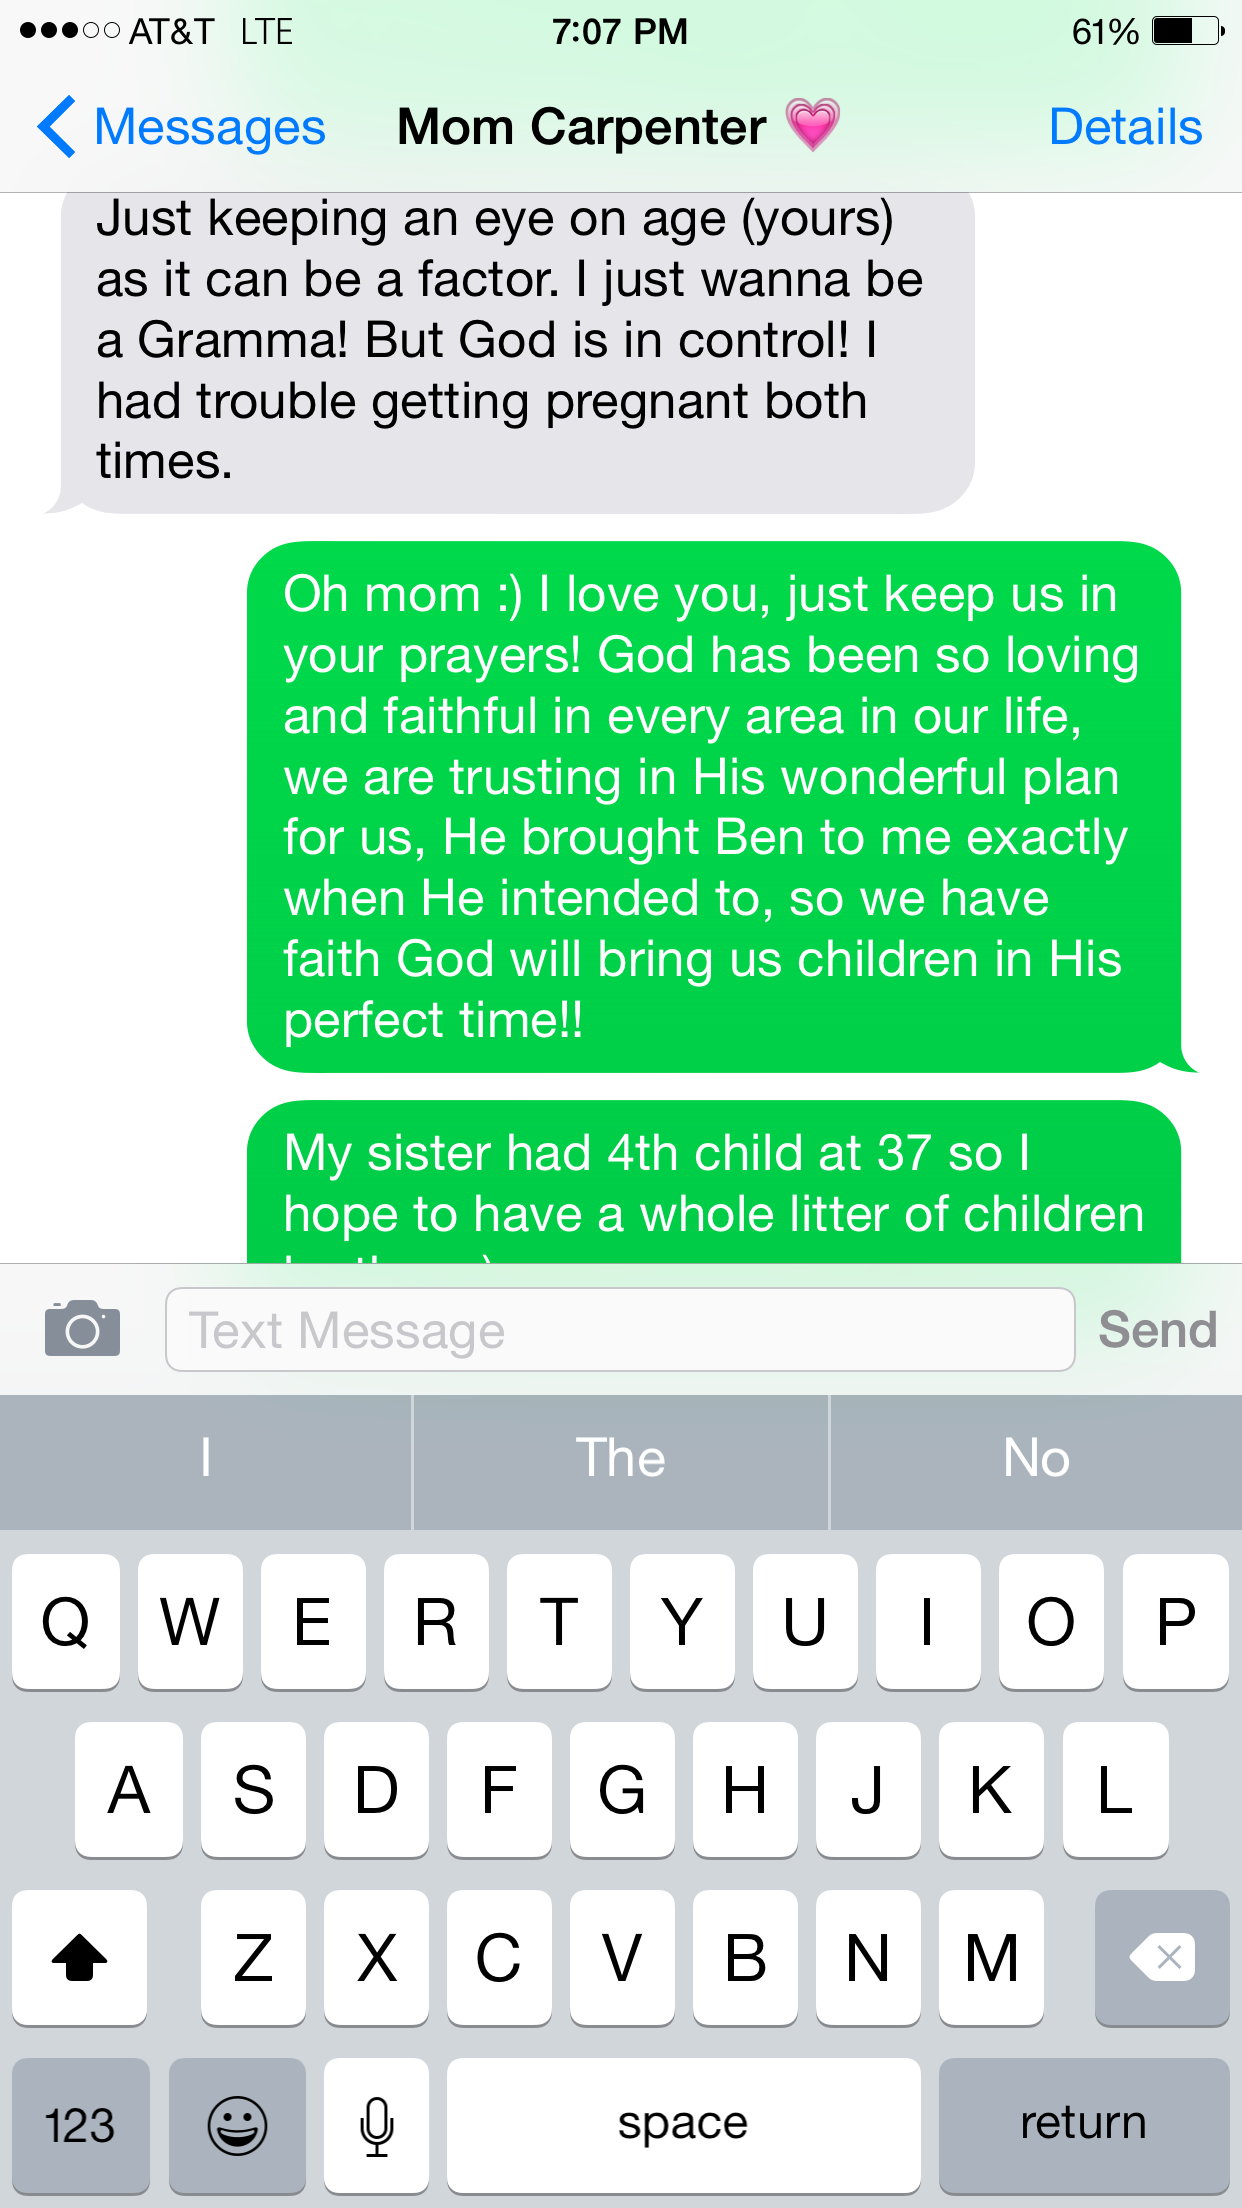 AT&T LTE 7:07 PM 61%
Messages Mom Carpenter Details
Just keeping an eye on age (yours)
as it can be a factor. I just wanna be
a Gramma! But God is in control! I
had trouble getting pregnant both
times.
Oh mom :) I love you, just keep us in
your prayers! God has been so loving
and faithful in every area in our life,
we are trusting in His wonderful plan
for us, He brought Ben to me exactly
when He intended to, so we have
faith God will bring us children in His
perfect time!!
My sister had 4th child at 37 so I
hope to have a whole litter of children
Text Message Send
I The No
Q W E R T Y U I O P
A S D F G H J K L
Z X C V B N M
123 space return